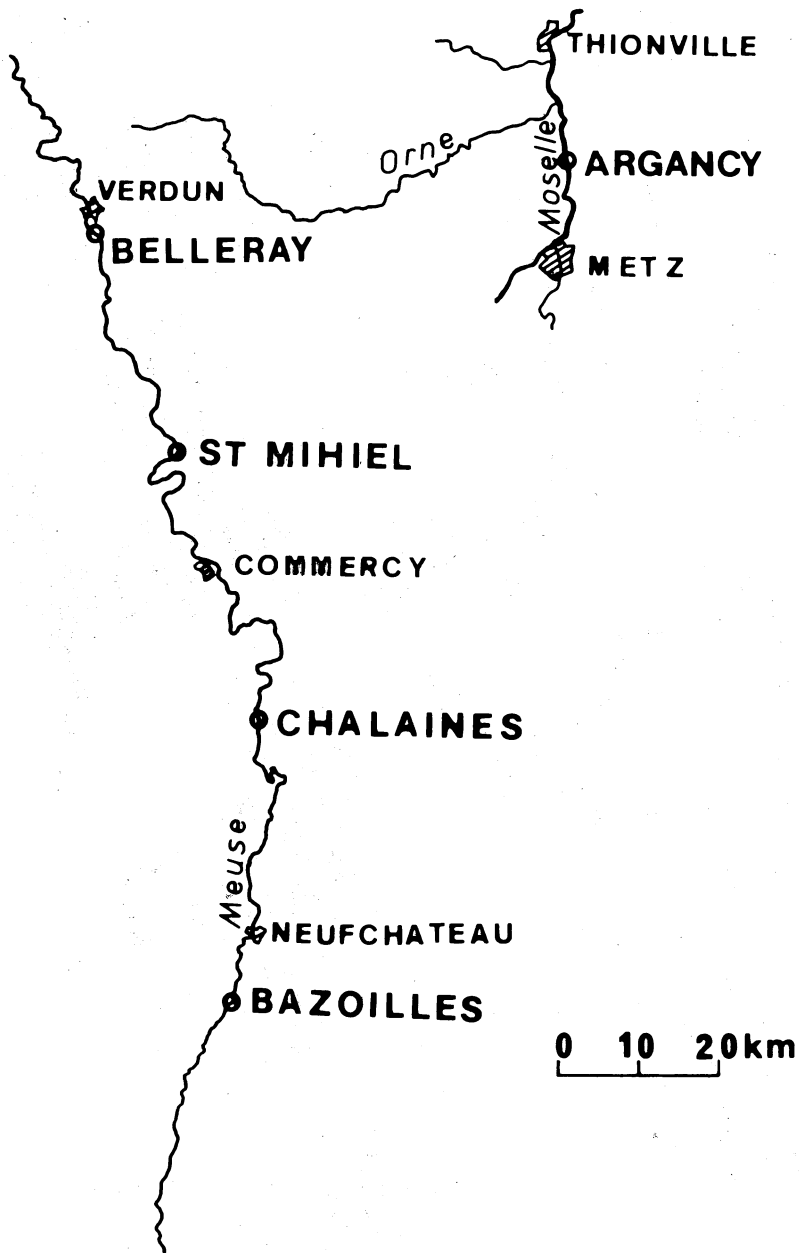 THIONVILLE
Orne
Moselle
ARGANCY
VERDUN
BELLERAY
METZ
ST MIHIEL
COMMERCY
CHALAINES
Meuse
NEUFCHATEAU
BAZOILLES
0 10 20km